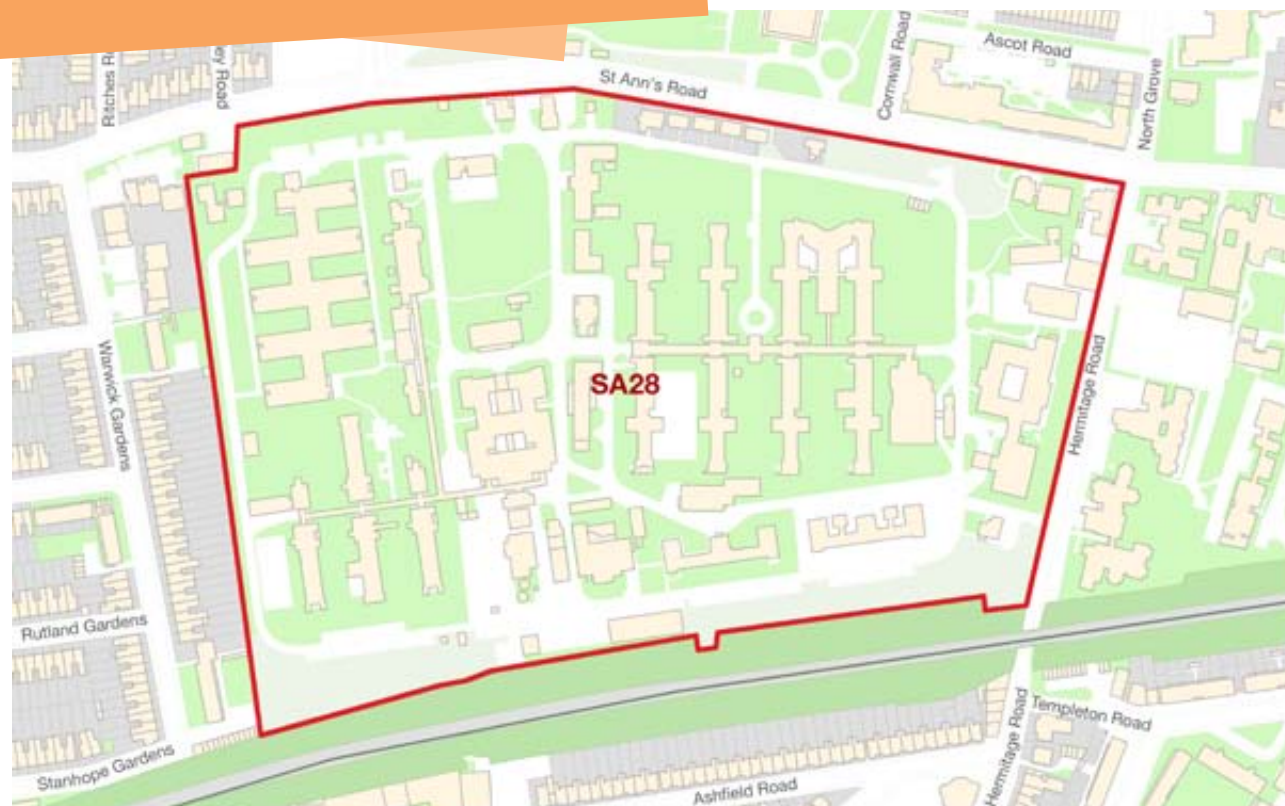 Ritches R
ey Road
St Ann's Road
Cornwall Road
Ascot Road
North Grove
SA28
Warwick Gardens
Hermitage Road
Rutland Gardens
Stanhope Gardens
Hermitage Road
Templeton Road
Ashfield Road